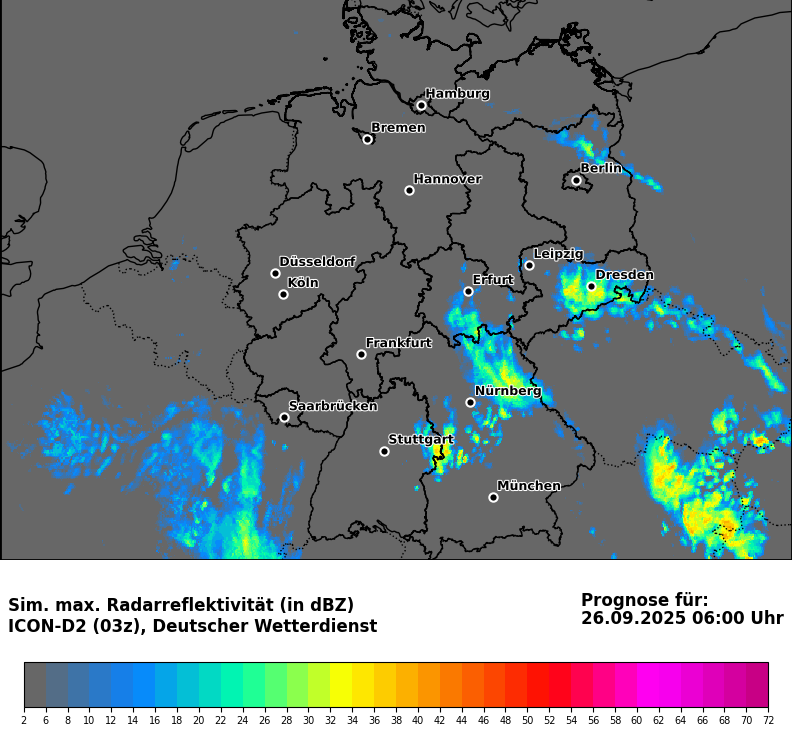 Hamburg
Bremen
Berlin
Hannover
Leipzig
Düsseldorf
Dresden
Erfurt
Köln
Frankfurt
Nürnberg
Saarbrücken
Stuttgart
München
Sim. max. Radarreflektivität (in dBZ)
ICON-D2 (03z), Deutscher Wetterdienst
Prognose für:
26.09.2025 06:00 Uhr
2 6 8 10 12 14 16 18 20 22 24 26 28 30 32 34 36 38 40 42 44 46 48 50 52 54 56 58 60 62 64 66 68 70 72